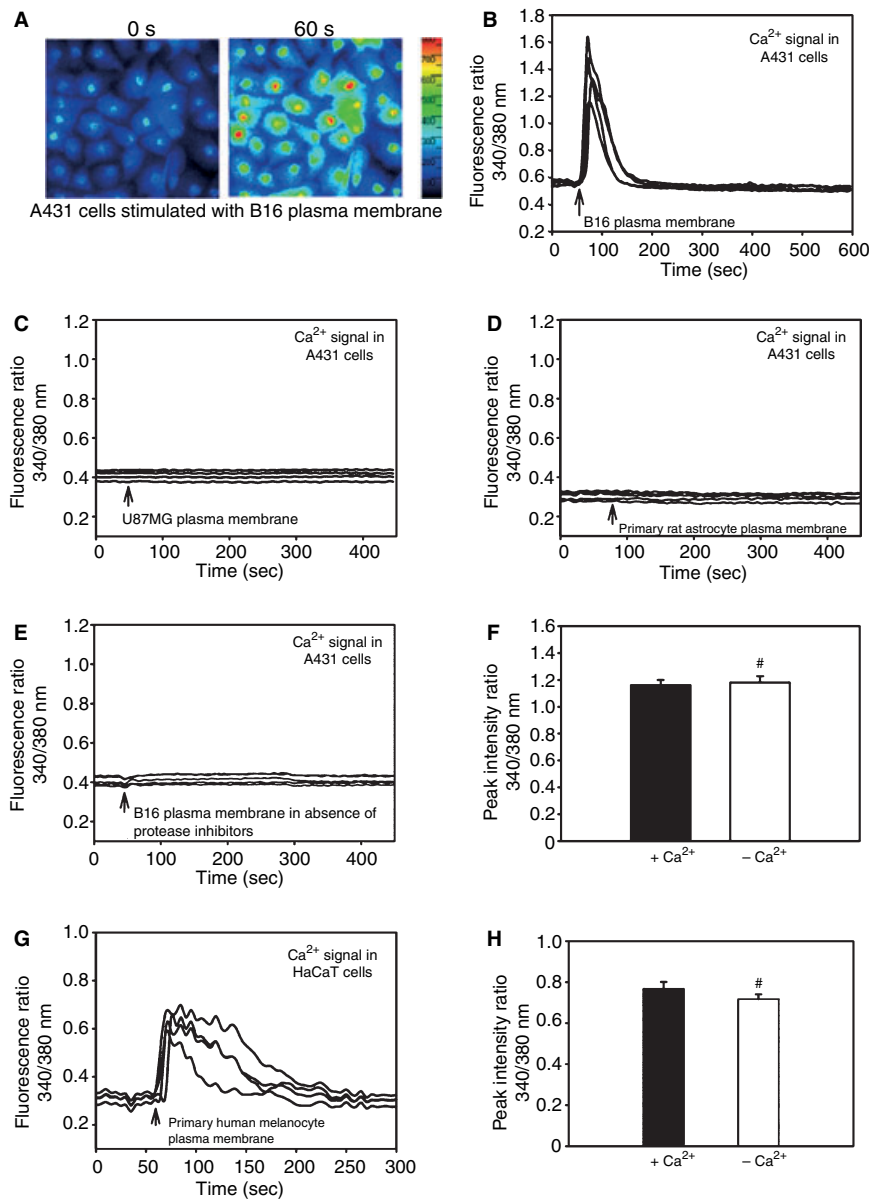 A
0 s
60 s
A431 cells stimulated with B16 plasma membrane
B
Fluorescence ratio
340/380 nm
1.8
1.6
1.4
1.2
1.0
0.8
0.6
0.4
0.2
Ca2+ signal in
A431 cells
B16 plasma membrane
0 100 200 300 400 500 600
Time (sec)
C
Fluorescence ratio
340/380 nm
1.2
1.0
0.8
0.6
0.4
0.2
Ca2+ signal in
A431 cells
U87MG plasma membrane
0 100 200 300 400
Time (sec)
D
Fluorescence ratio
340/380 nm
1.2
1.0
0.8
0.6
0.4
0.2
Ca2+ signal in
A431 cells
Primary rat astrocyte plasma membrane
0 100 200 300 400
Time (sec)
E
Fluorescence ratio
340/380 nm
1.2
1.0
0.8
0.6
0.4
0.2
Ca2+ signal in
A431 cells
B16 plasma membrane in absence of
protease inhibitors
0 100 200 300 400
Time (sec)
F
Peak intensity ratio
340/380 nm
1.6
1.4
1.2
1.0
0.8
0.6
0.4
0.2
0
#
+ Ca2+ – Ca2+
G
Fluorescence ratio
340/380 nm
1.0
0.8
0.6
0.4
0.2
Ca2+ signal in
HaCaT cells
Primary human melanocyte
plasma membrane
0 50 100 150 200 250 300
Time (sec)
H
Peak intensity ratio
340/380 nm
1.0
0.8
0.6
0.4
0.2
0
#
+ Ca2+ – Ca2+